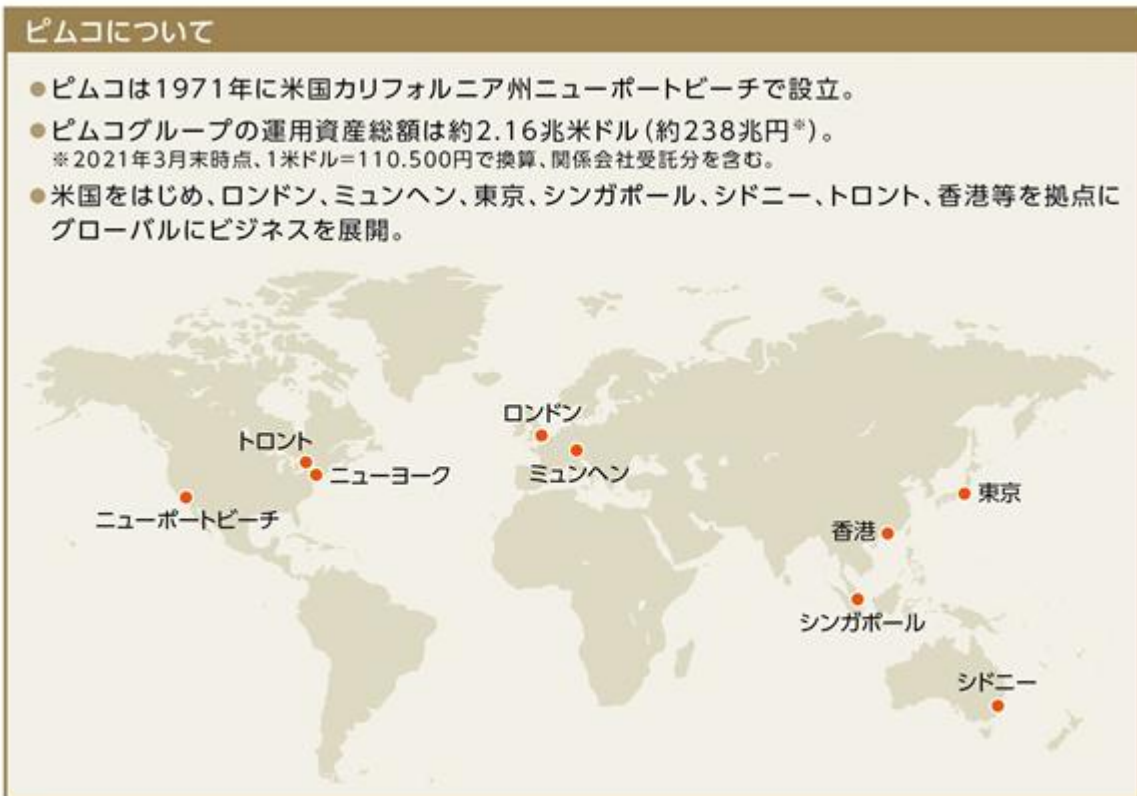 ピムコについて
●ピムコは1971年に米国カリフォルニア州ニューポートビーチで設立。
●ピムコグループの運用資産総額は約2.16兆米ドル(約238兆円※)。
※2021年3月末時点、1米ドル=110.500円で換算、関係会社受託分を含む。
●米国をはじめ、ロンドン、ミュンヘン、東京、シンガポール、シドニー、トロント、香港等を拠点に
グローバルにビジネスを展開。
ロンドン
トロント
ニューヨーク
ミュンヘン
ニューポートビーチ
東京
香港
シンガポール
シドニー